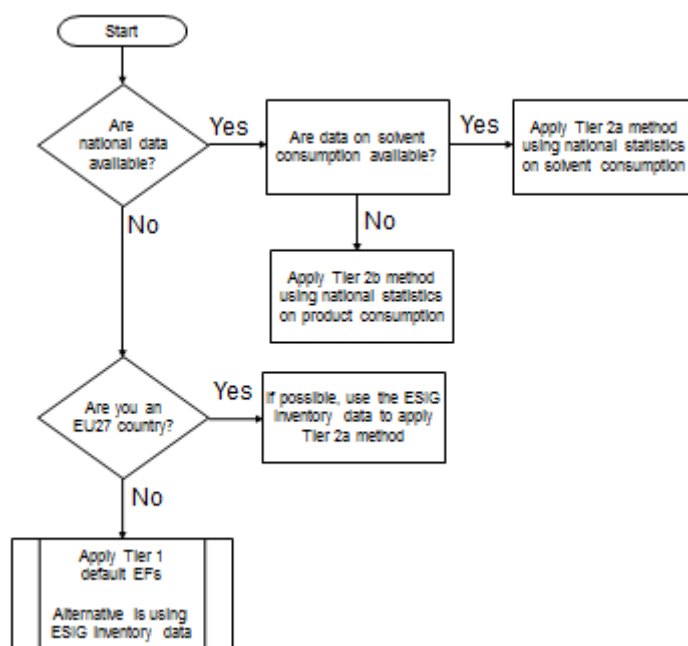 Start
Are
national data
available?
Yes
Are data on solvent
consumption available?
Yes
Apply Tier 2a method
using national statistics
on solvent consumption
No
No
Apply Tier 2b method
using national statistics
on product consumption
Are you an
EU27 country?
Yes
If possible, use the ESIG
Inventory data to apply
Tier 2a method
No
Apply Tier 1
default EFs
Alternative is using
ESIG Inventory data